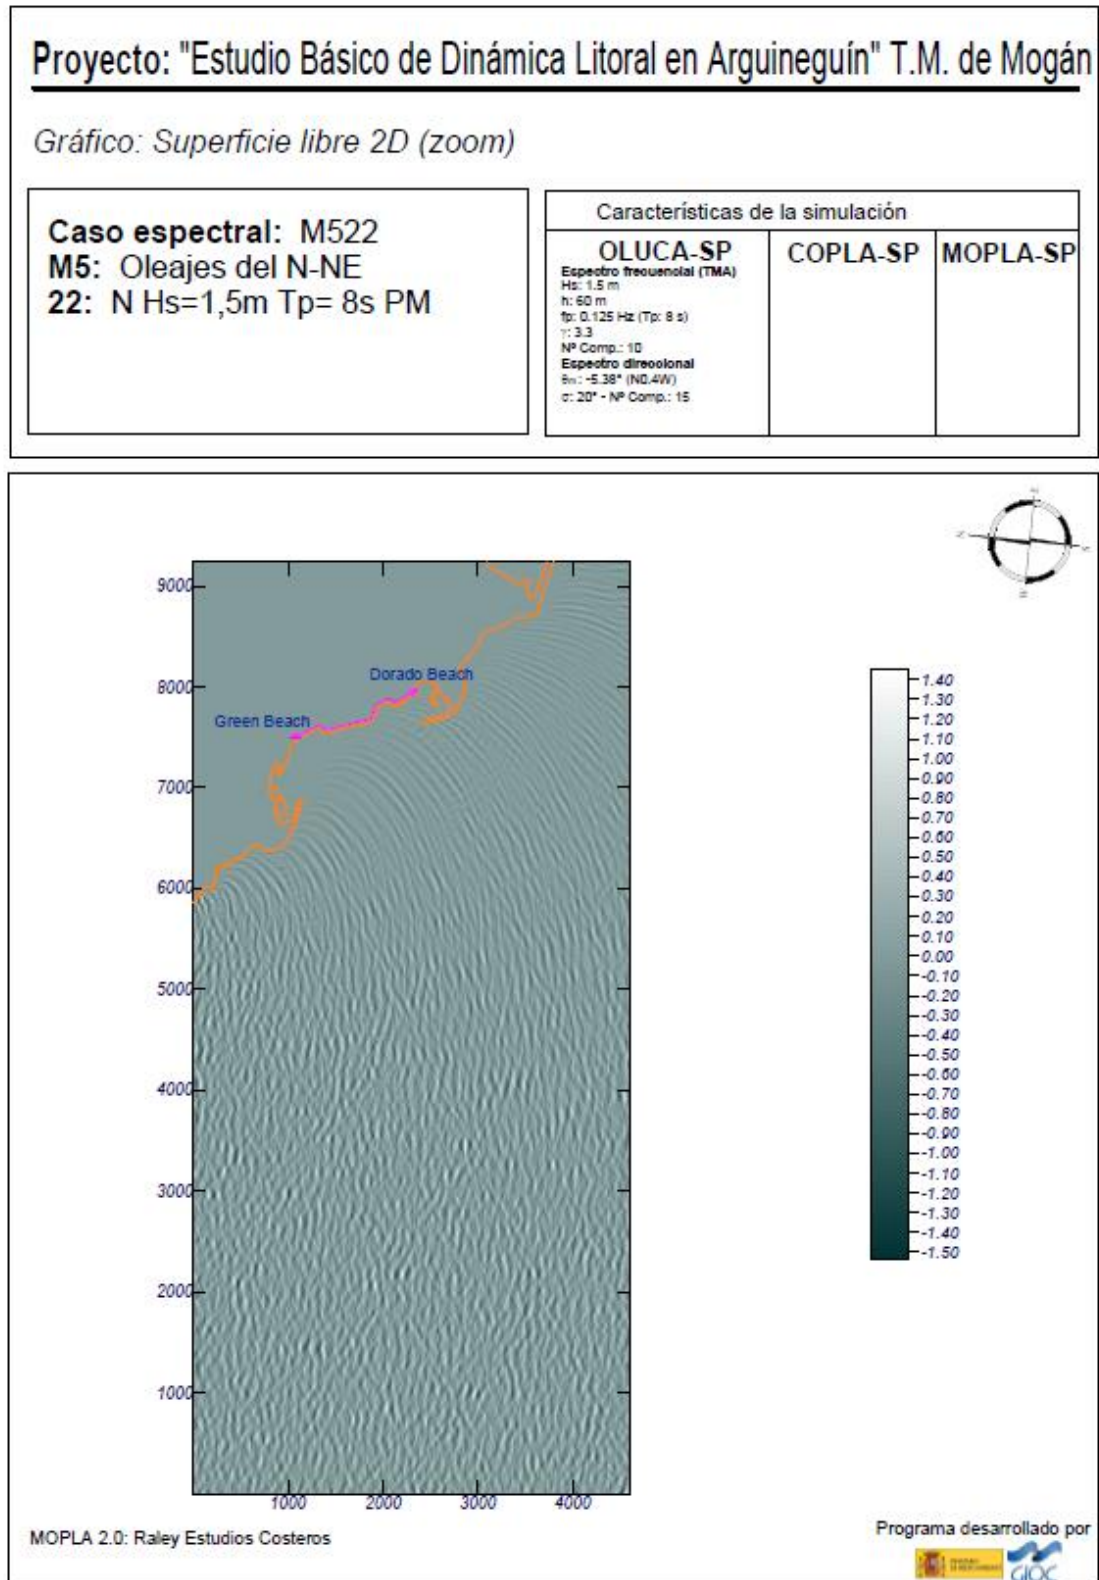 Proyecto: "Estudio Básico de Dinámica Litoral en Arguineguín" T.M. de Mogán
Gráfico: Superficie libre 2D (zoom)
Caso espectral: M522
M5: Oleajes del N-NE
22: N Hs=1,5m Tp= 8s PM
Características de la simulación
OLUCA-SP
Espectro frecuencial (TMA)
Hs: 1.5 m
h: 60 m
fp: 0.125 Hz (Tp: 8 s)
γ: 3.3
Nº Comp.: 10
Espectro direccional
θm: -5.38° (N0.4W)
σ: 20° - Nº Comp.: 15
COPLA-SP
MOPLA-SP
9000
8000
7000
6000
5000
4000
3000
2000
1000
Dorado Beach
Green Beach
1000
2000
3000
4000
1.40
1.30
1.20
1.10
1.00
0.90
0.80
0.70
0.60
0.50
0.40
0.30
0.20
0.10
0.00
-0.10
-0.20
-0.30
-0.40
-0.50
-0.60
-0.70
-0.80
-0.90
-1.00
-1.10
-1.20
-1.30
-1.40
-1.50
MOPLA 2.0: Raley Estudios Costeros
Programa desarrollado por
GIOC